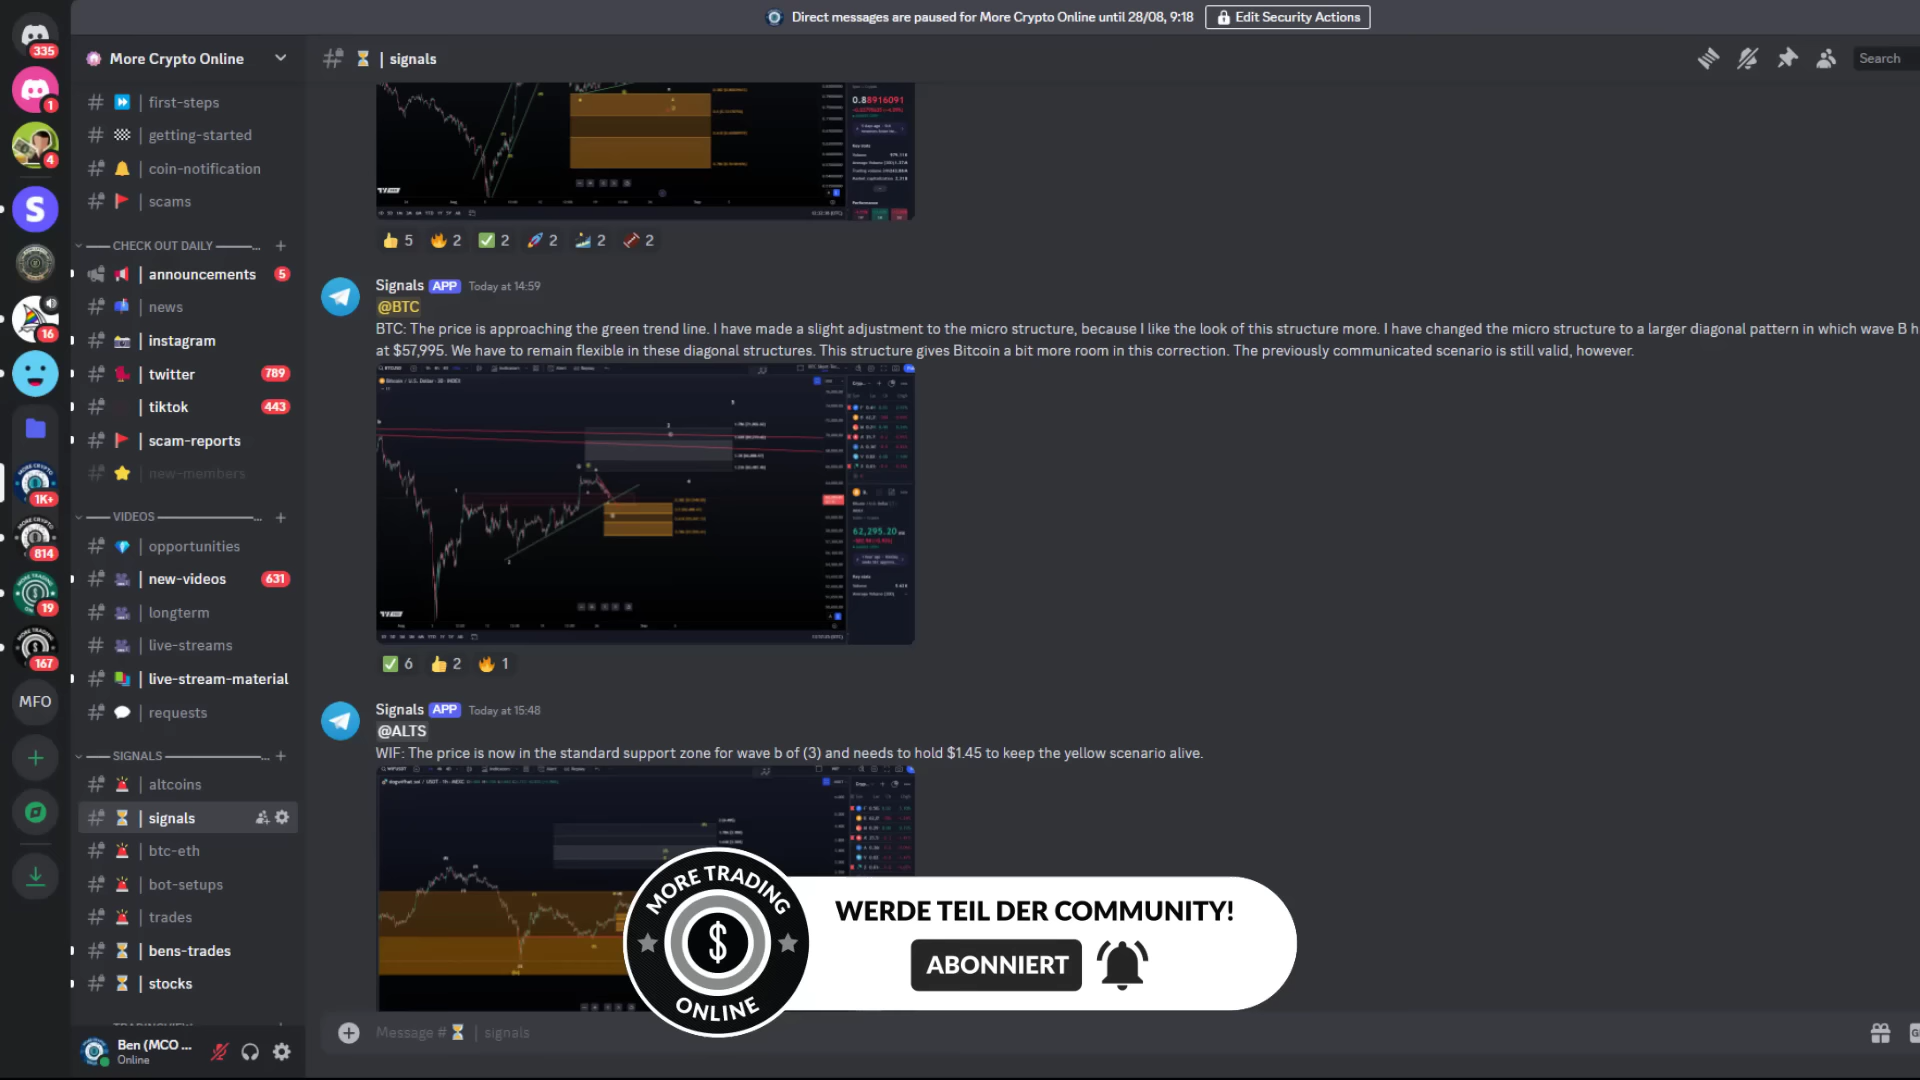 Direct messages are paused for More Crypto Online until 28/08, 9:18
Edit Security Actions
335
1
4
S
16
1K+
814
19
167
MFO
More Crypto Online
| first-steps
| getting-started
| coin-notification
| scams
CHECK OUT DAILY
| announcements 5
| news
| instagram
| twitter 789
| tiktok 443
| scam-reports
| new-members
VIDEOS
| opportunities
| new-videos 631
| longterm
| live-streams
| live-stream-material
| requests
SIGNALS
| altcoins
| signals
| btc-eth
| bot-setups
| trades
| bens-trades
| stocks
Ben (MCO ...
Online
| signals
Search
0.88916091
5 2 2 2 2 2
Signals APP Today at 14:59
@BTC
BTC: The price is approaching the green trend line. I have made a slight adjustment to the micro structure, because I like the look of this structure more. I have changed the micro structure to a larger diagonal pattern in which wave B h
at $57,995. We have to remain flexible in these diagonal structures. This structure gives Bitcoin a bit more room in this correction. The previously communicated scenario is still valid, however.
62,295.20
6 2 1
Signals APP Today at 15:48
@ALTS
WIF: The price is now in the standard support zone for wave b of (3) and needs to hold $1.45 to keep the yellow scenario alive.
MORE TRADING
$
ONLINE
WERDE TEIL DER COMMUNITY!
ABONNIERT
Message # | signals